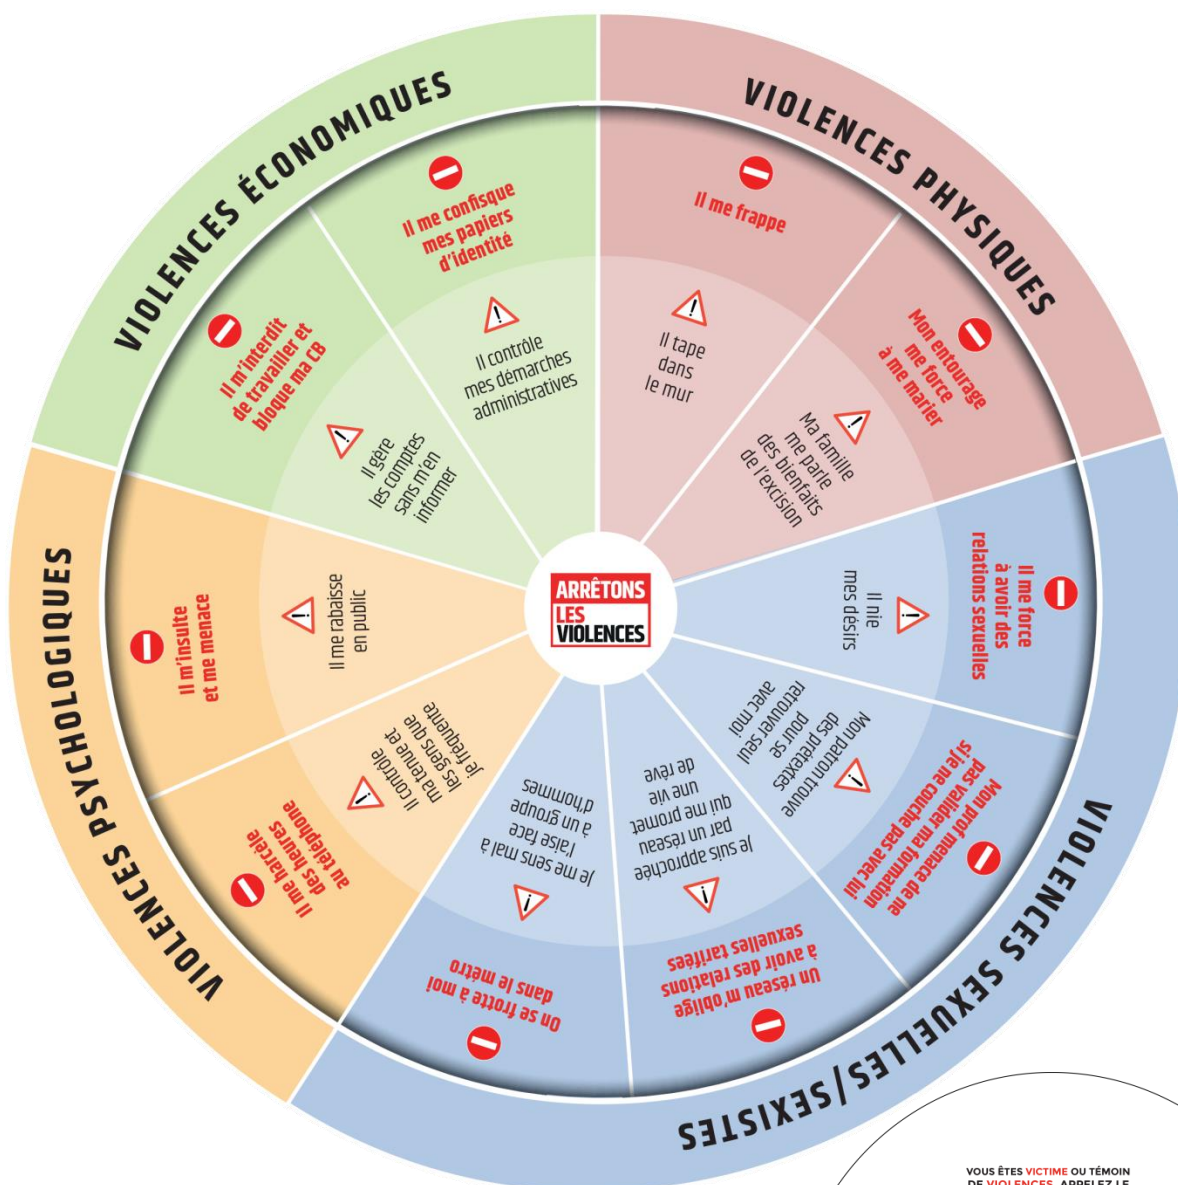 VIOLENCES ÉCONOMIQUES
Il me confisque
mes papiers
d'identité
Il contrôle
mes démarches
administratives
Il m'interdit
de travailler et
bloque ma CB
Il gère
les comptes
sans m'en
informer
VIOLENCES PHYSIQUES
Il me frappe
Il tape
dans
le mur
Mon entourage
me force
à me marier
Ma famille
me parle
des bienfaits
de l'excision
VIOLENCES SEXUELLES/SEXISTES
Il me force
à avoir des
relations sexuelles
Il nie
mes désirs
Mon prof menace de ne
pas valider ma formation
si je ne couche pas avec lui
Mon patron trouve
des prétextes
pour se
retrouver seul
avec moi
Un réseau m'oblige
à avoir des relations
sexuelles tarifées
Je suis approchée
par un réseau
qui me promet
une vie
de rêve
On se frotte à moi
dans le métro
Je me sens mal à
l'aise face
à un groupe
d'hommes
VIOLENCES PSYCHOLOGIQUES
Il me harcèle
des heures
au téléphone
Il contrôle
ma tenue et
les gens que
je fréquente
Il m'insulte
et me menace
Il me rabaisse
en public
ARRÊTONS
LES
VIOLENCES
VOUS ÊTES VICTIME OU TÉMOIN
DE VIOLENCES, APPELEZ LE